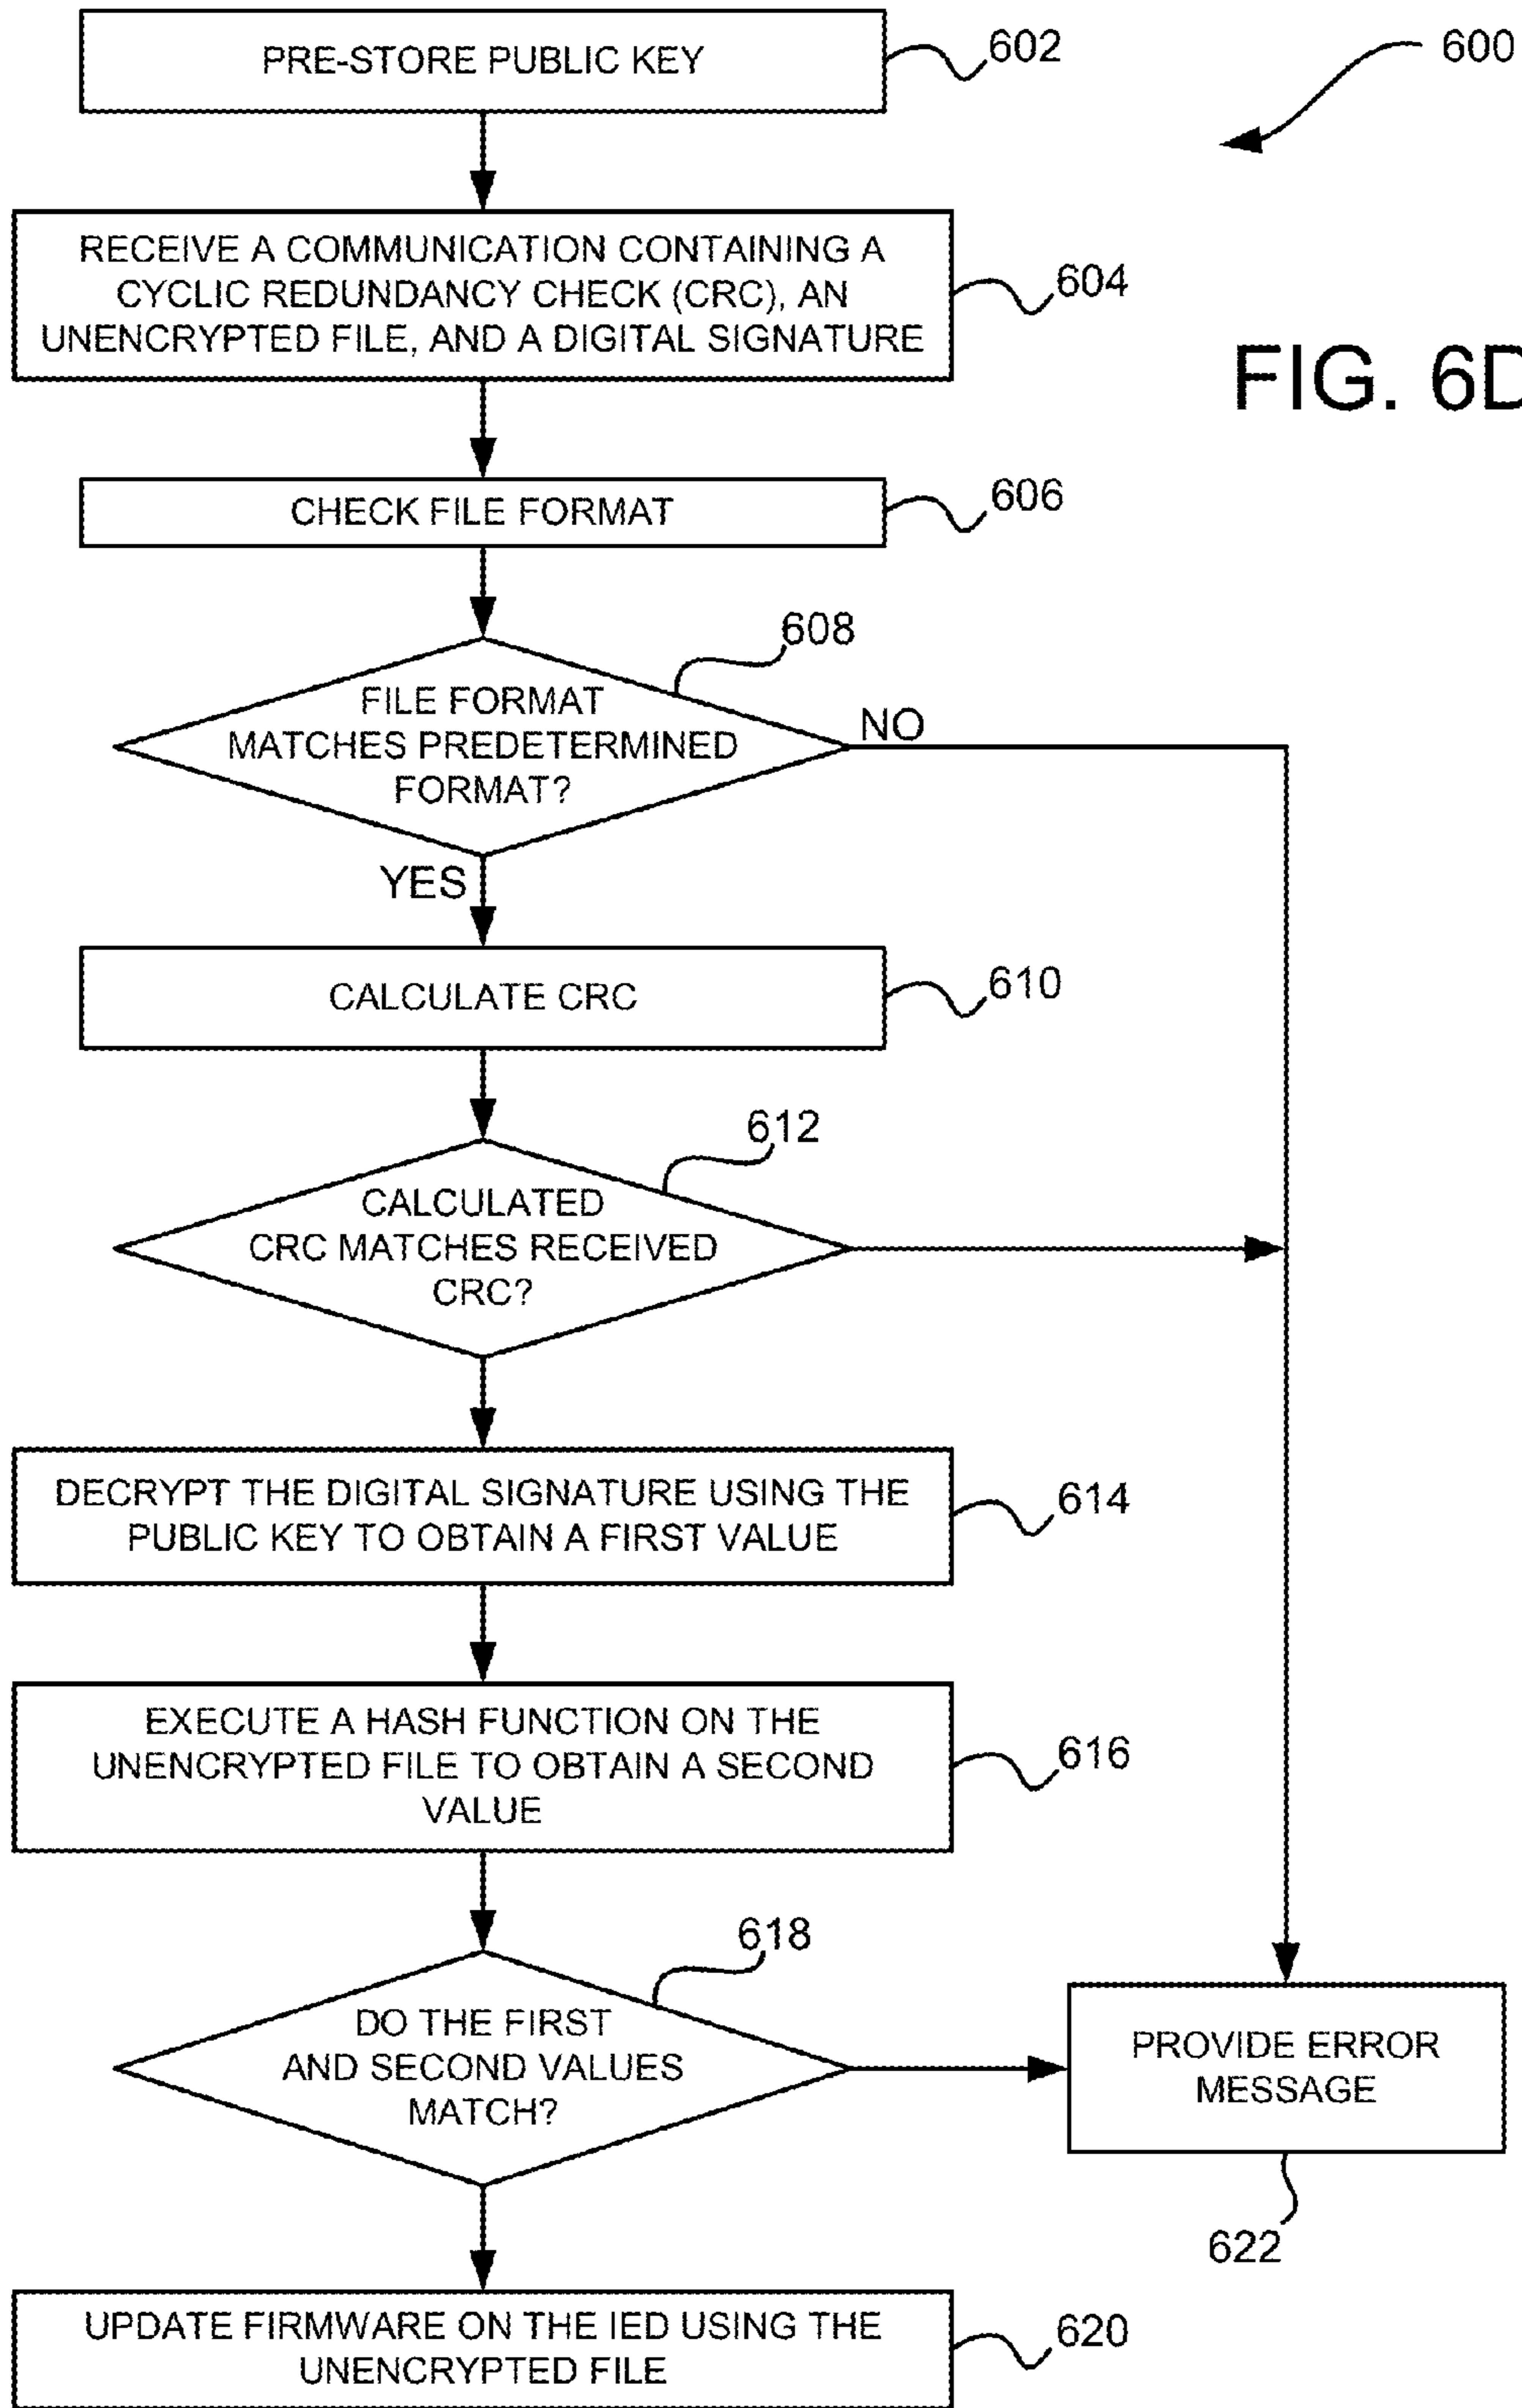 PRE-STORE PUBLIC KEY
602
600
RECEIVE A COMMUNICATION CONTAINING A
CYCLIC REDUNDANCY CHECK (CRC), AN
UNENCRYPTED FILE, AND A DIGITAL SIGNATURE
604
FIG. 6D
CHECK FILE FORMAT
606
608
FILE FORMAT
MATCHES PREDETERMINED
FORMAT?
NO
YES
CALCULATE CRC
610
612
CALCULATED
CRC MATCHES RECEIVED
CRC?
DECRYPT THE DIGITAL SIGNATURE USING THE
PUBLIC KEY TO OBTAIN A FIRST VALUE
614
EXECUTE A HASH FUNCTION ON THE
UNENCRYPTED FILE TO OBTAIN A SECOND
VALUE
616
618
DO THE FIRST
AND SECOND VALUES
MATCH?
PROVIDE ERROR
MESSAGE
622
UPDATE FIRMWARE ON THE IED USING THE
UNENCRYPTED FILE
620